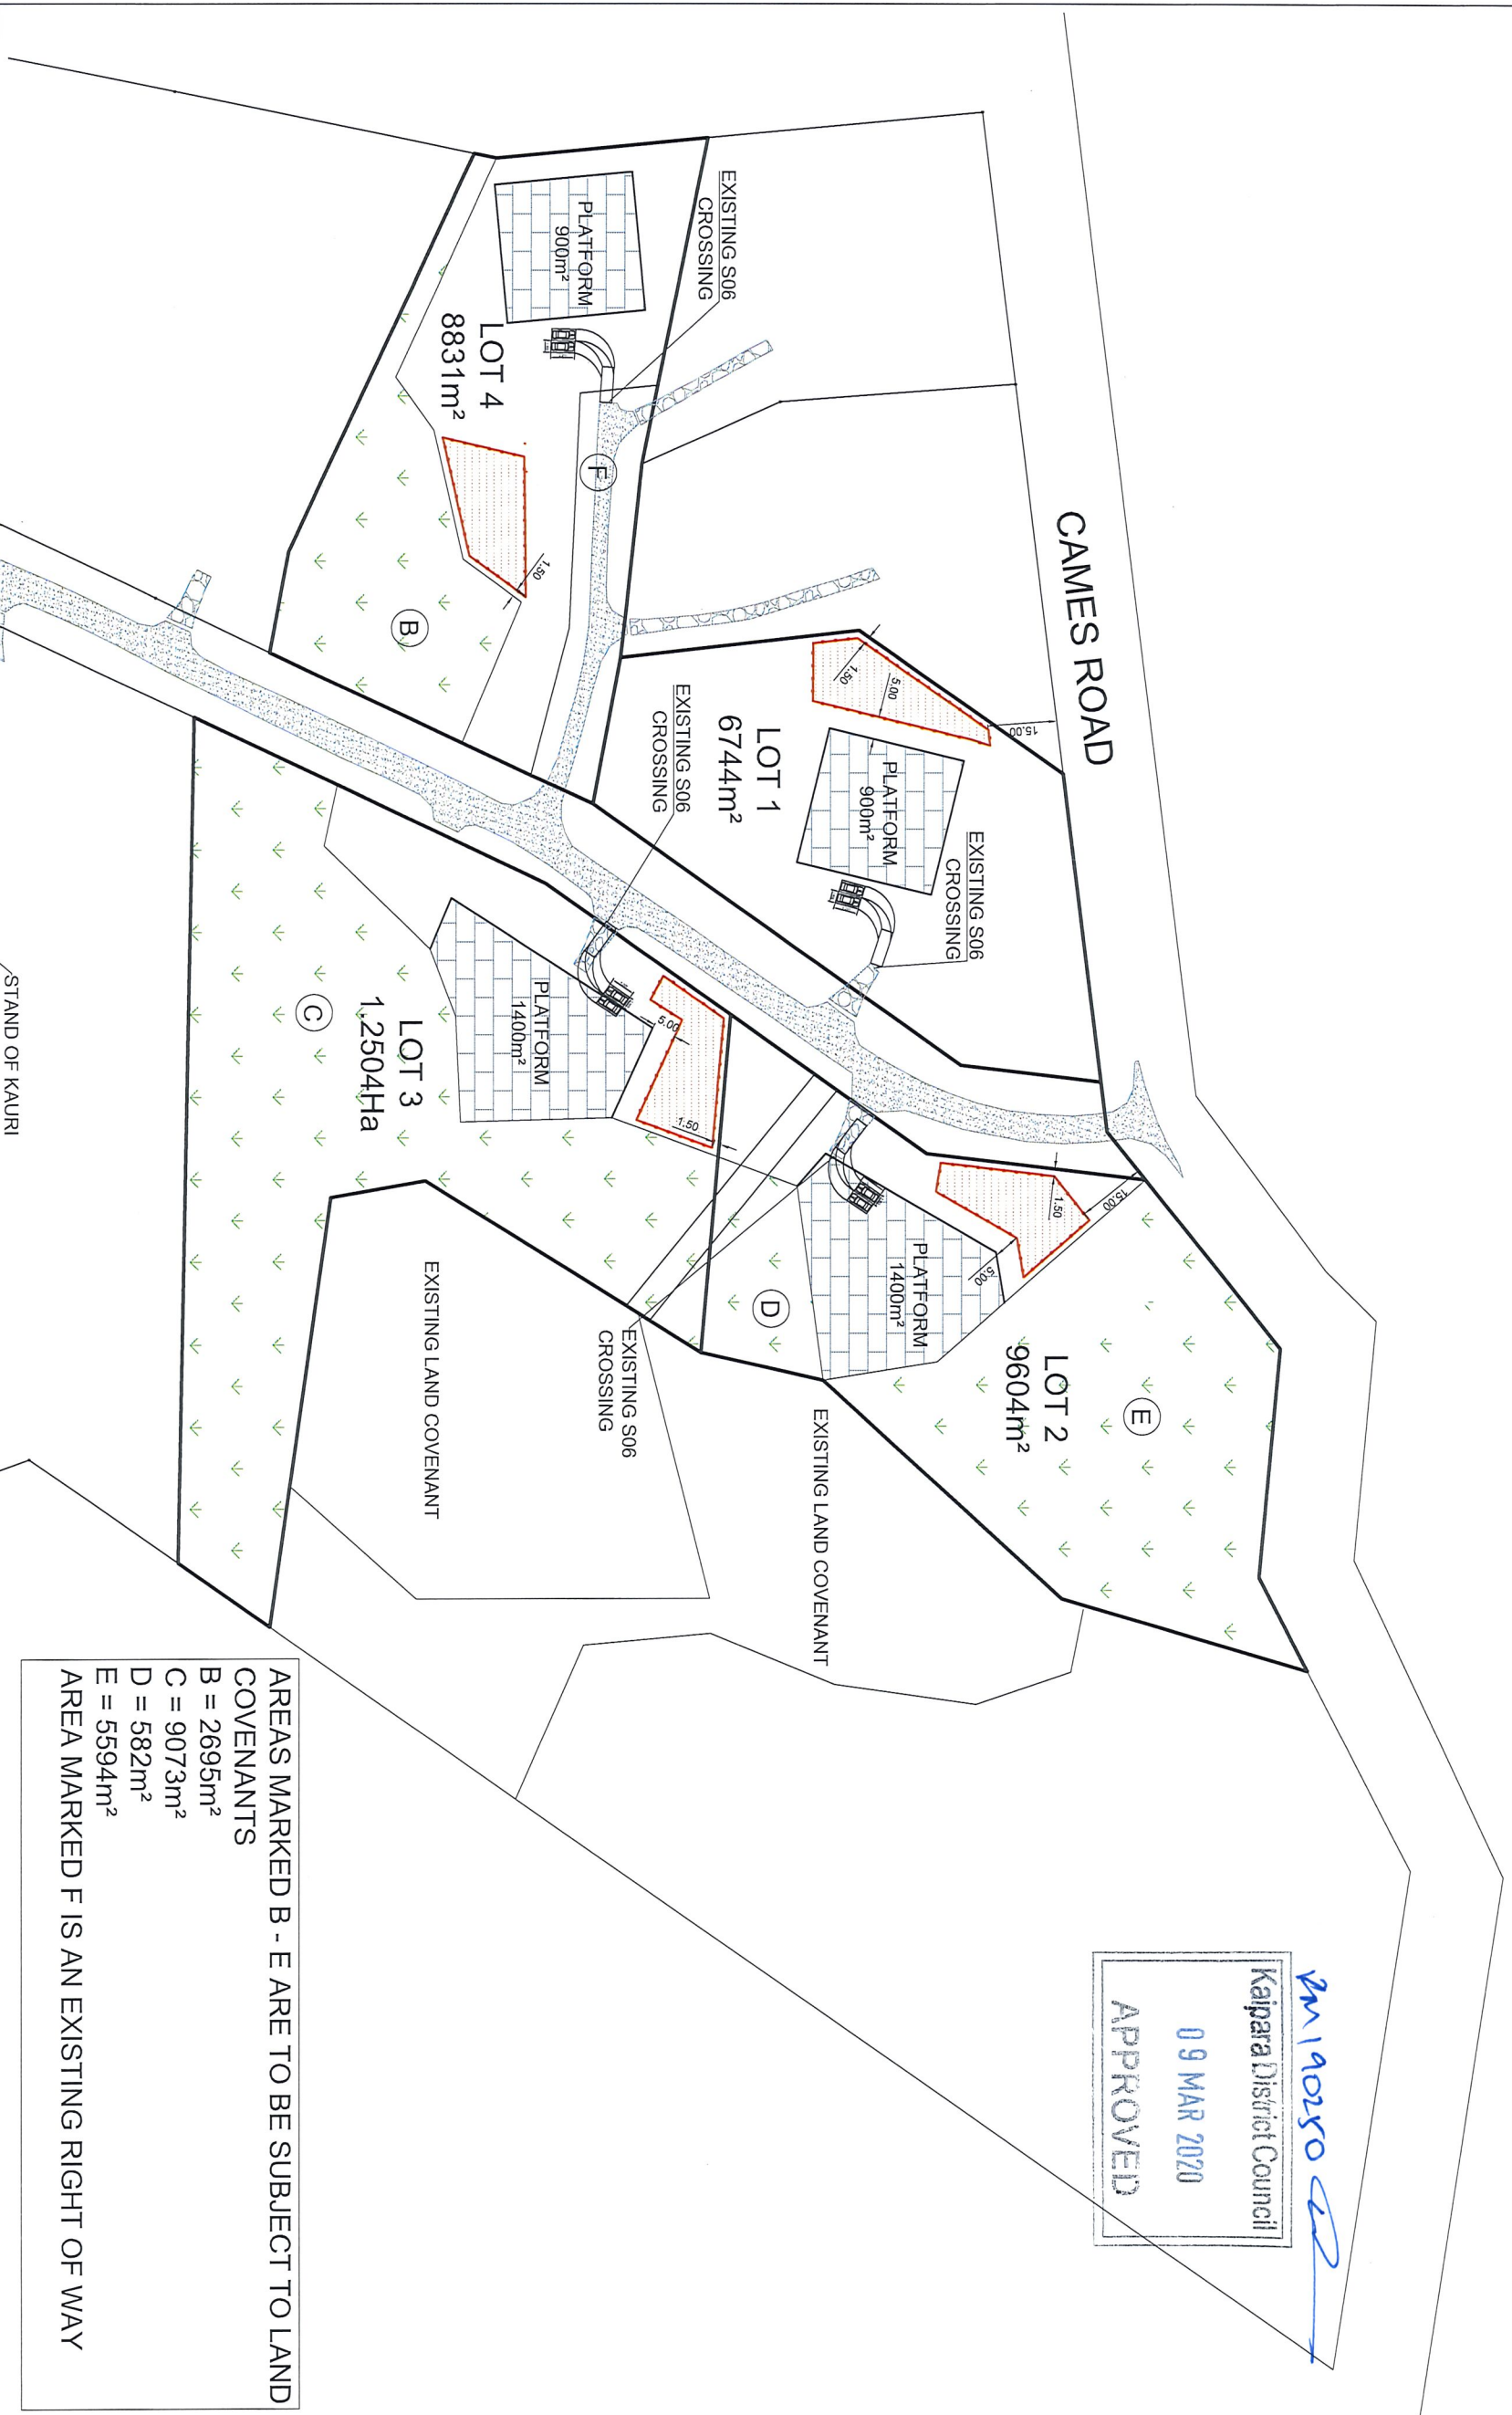 CAMES ROAD
EXISTING S06
CROSSING
PLATFORM
900m²
LOT 4
8831m²
F
1.50
B
1.50
5.00
15.00
LOT 1
6744m²
PLATFORM
900m²
EXISTING S06
CROSSING
EXISTING S06
CROSSING
PLATFORM
1400m²
5.00
1.50
LOT 3
1.2504Ha
C
STAND OF KAURI
15.00
1.50
5.00
PLATFORM
1400m²
D
LOT 2
9604m²
E
EXISTING S06
CROSSING
EXISTING LAND COVENANT
EXISTING LAND COVENANT
RM190250
Kaipara District Council
09 MAR 2020
APPROVED
AREAS MARKED B - E ARE TO BE SUBJECT TO LAND
COVENANTS
B = 2695m²
C = 9073m²
D = 582m²
E = 5594m²
AREA MARKED F IS AN EXISTING RIGHT OF WAY